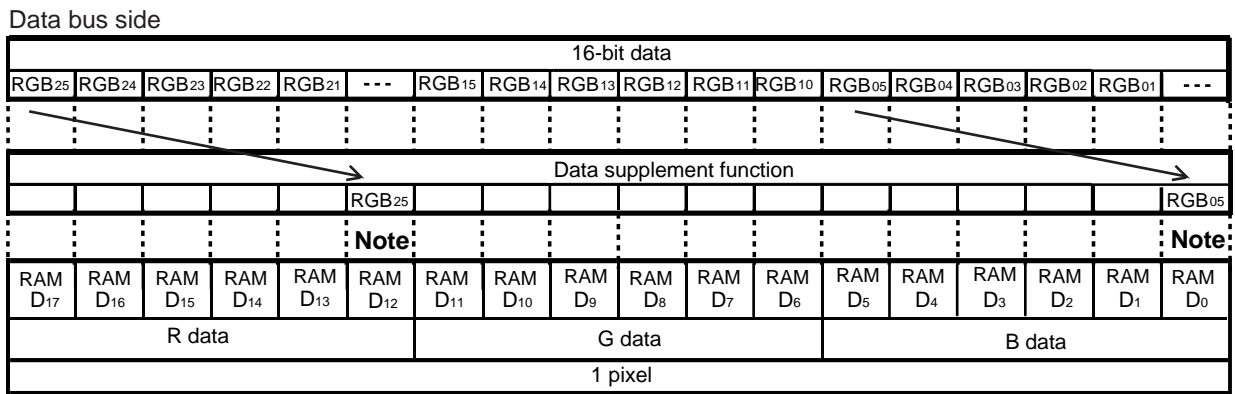 Data bus side
16-bit data
RGB25 RGB24 RGB23 RGB22 RGB21 --- RGB15 RGB14 RGB13 RGB12 RGB11 RGB10 RGB05 RGB04 RGB03 RGB02 RGB01 ---
Data supplement function
RGB25 RGB05
Note Note
RAM RAM RAM RAM RAM RAM RAM RAM RAM RAM RAM RAM RAM RAM RAM RAM RAM RAM
D17 D16 D15 D14 D13 D12 D11 D10 D9 D8 D7 D6 D5 D4 D3 D2 D1 D0
R data G data B data
1 pixel